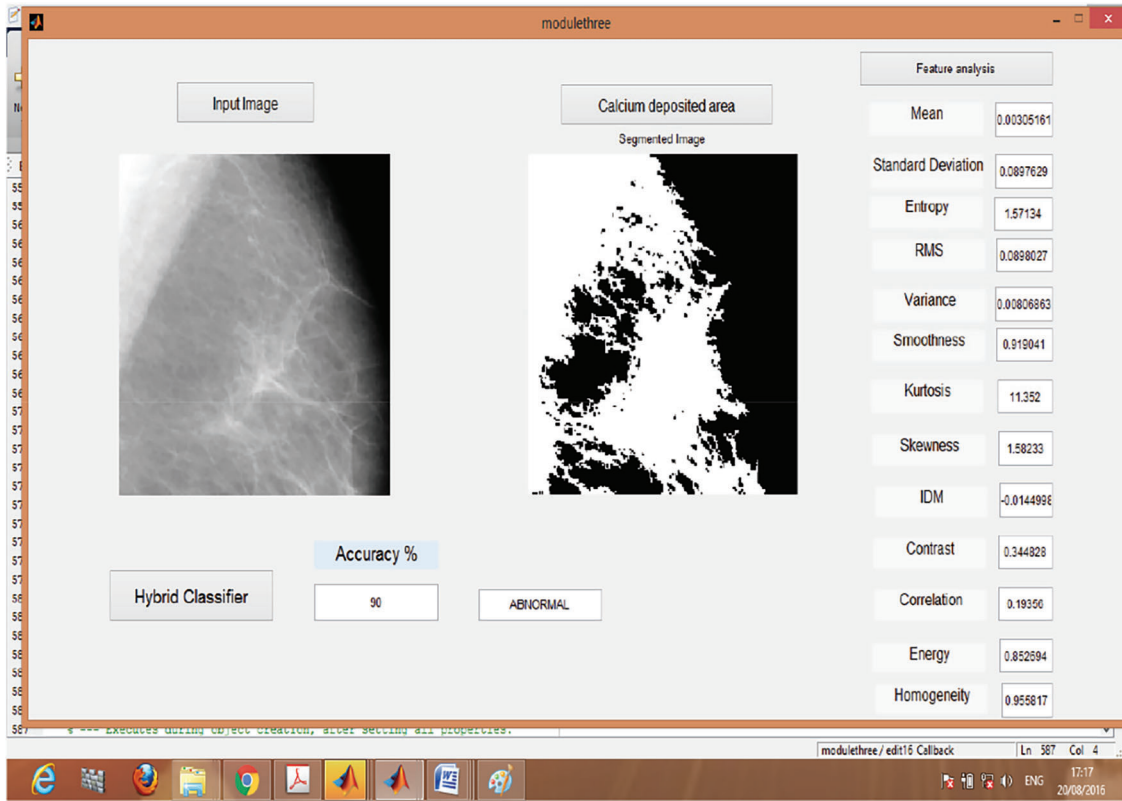 modulethree
Input Image
Calcium deposited area
Segmented Image
Feature analysis
Mean 0.00305161
Standard Deviation 0.0897629
Entropy 1.57134
RMS 0.0898027
Variance 0.00806863
Smoothness 0.919041
Kurtosis 11.352
Skewness 1.58233
IDM -0.0144998
Contrast 0.344828
Correlation 0.19356
Energy 0.852694
Homogeneity 0.955817
Accuracy %
Hybrid Classifier 90 ABNORMAL
587 % --- Executes during object creation, after setting all properties.
modulethree / edit16 Callback Ln 587 Col 4
ENG 17:17
20/08/2016